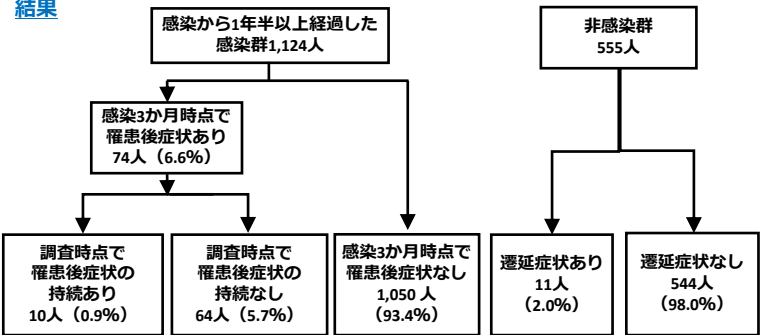 結果
感染から1年半以上経過した
感染群1,124人
非感染群
555人
感染3か月時点で
罹患後症状あり
74人（6.6%）
調査時点で
罹患後症状の
持続あり
10人（0.9%）
調査時点で
罹患後症状の
持続なし
64人（5.7%）
感染3か月時点で
罹患後症状なし
1,050 人
（93.4%）
遷延症状あり
11人
（2.0%）
遷延症状なし
544人
（98.0%）